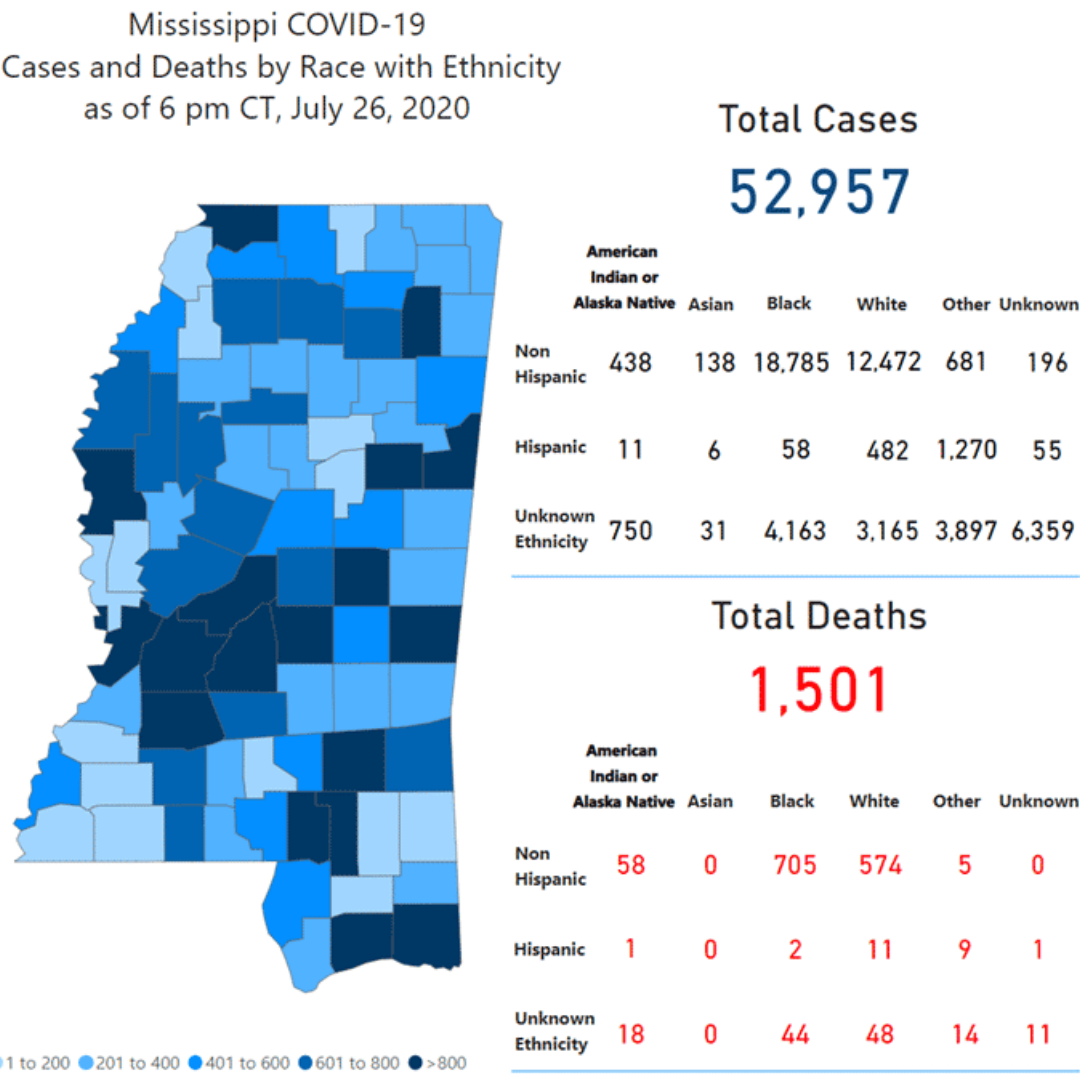 Mississippi COVID-19
Cases and Deaths by Race with Ethnicity
as of 6 pm CT, July 26, 2020
Total Cases
52,957
American
Indian or
Alaska Native Asian Black White Other Unknown
Non
Hispanic 438 138 18,785 12,472 681 196
Hispanic 11 6 58 482 1,270 55
Unknown
Ethnicity 750 31 4,163 3,165 3,897 6,359
Total Deaths
1,501
American
Indian or
Alaska Native Asian Black White Other Unknown
Non
Hispanic 58 0 705 574 5 0
Hispanic 1 0 2 11 9 1
Unknown
Ethnicity 18 0 44 48 14 11
1 to 200 201 to 400 401 to 600 601 to 800 >800